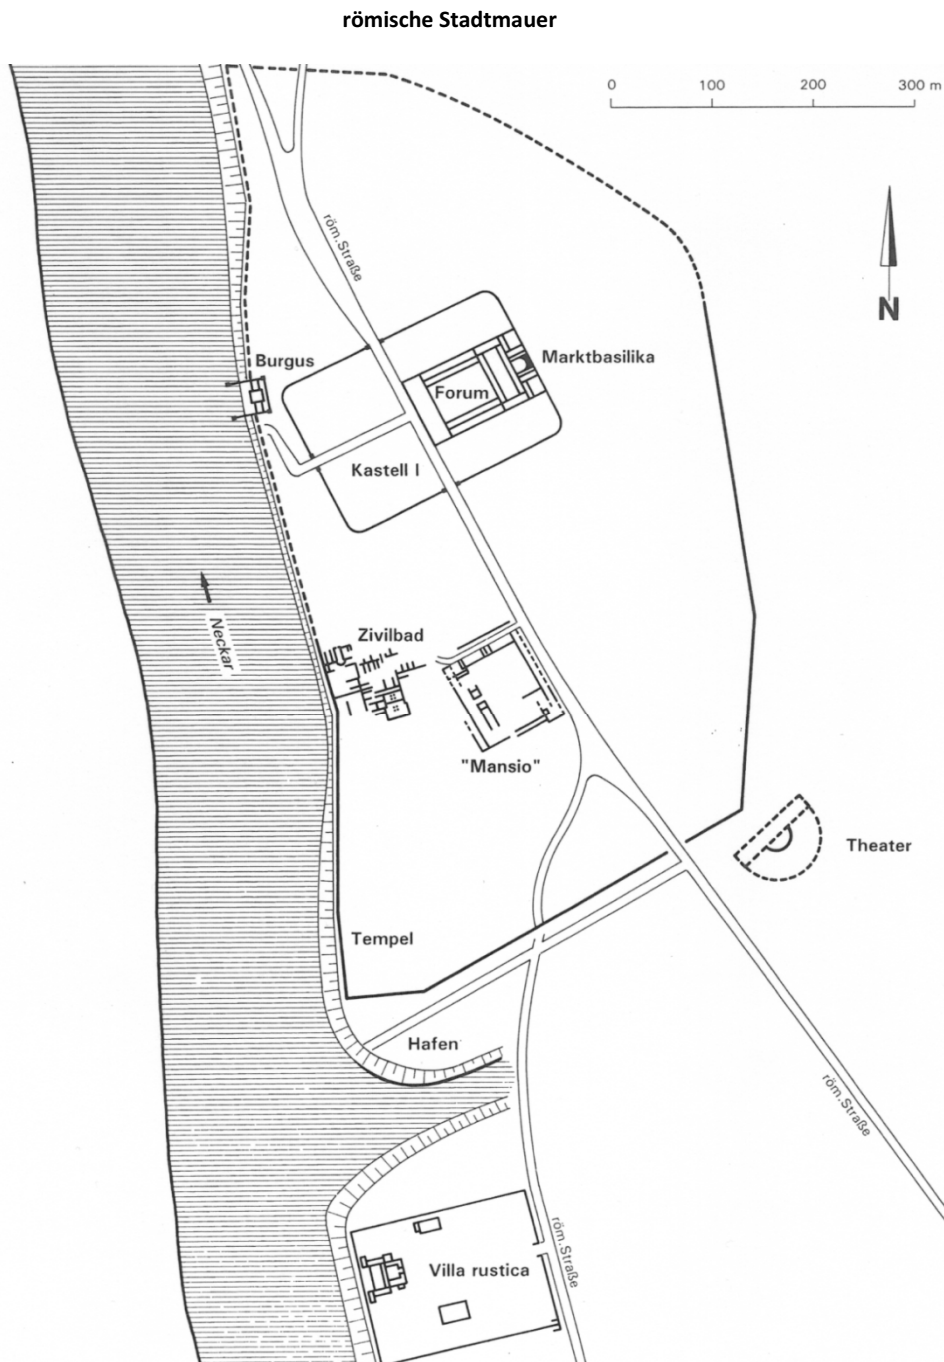 römische Stadtmauer
0 100 200 300 m
röm. Straße
N
Burgus
Marktbasilika
Forum
Kastell I
Neckar
Zivilbad
"Mansio"
Theater
Tempel
Hafen
röm. Straße
röm. Straße
Villa rustica